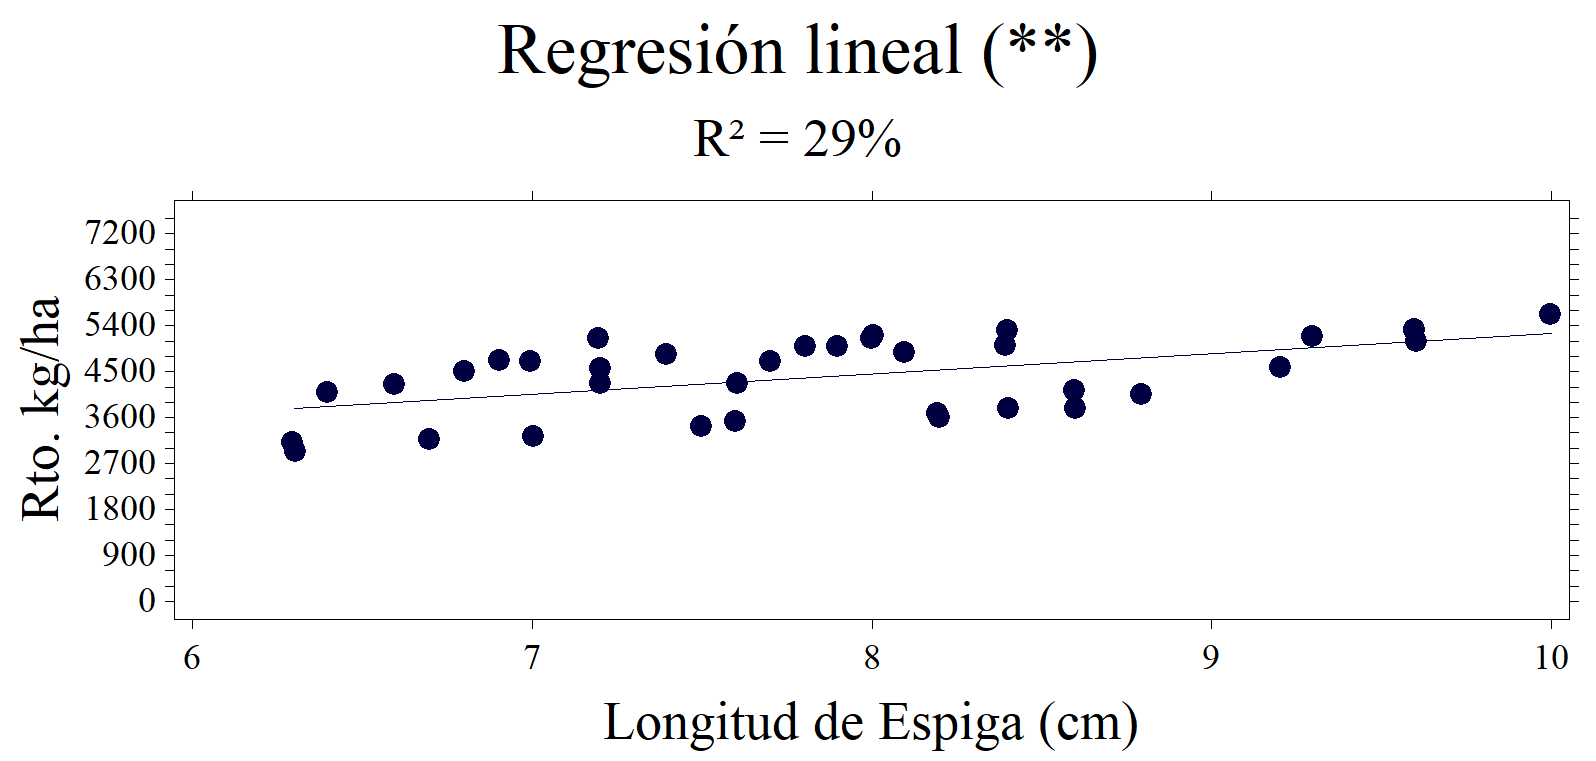 Regresión lineal (**)
R² = 29%
Rto. kg/ha
7200
6300
5400
4500
3600
2700
1800
900
0
6 7 8 9 10
Longitud de Espiga (cm)